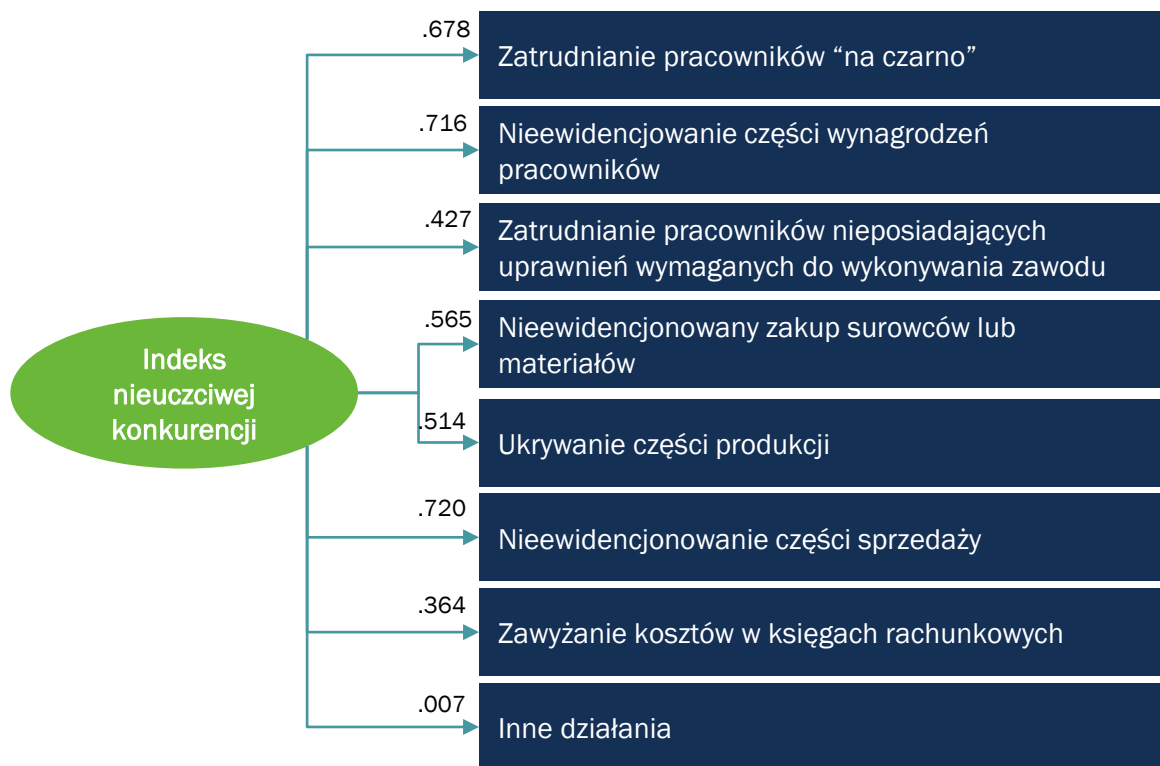 .678
Zatrudnianie pracowników “na czarno”
.716
Nieewidencjowanie części wynagrodzeń
pracowników
.427
Zatrudnianie pracowników nieposiadających
uprawnień wymaganych do wykonywania zawodu
.565
Nieewidencjonowany zakup surowców lub
materiałów
Indeks
nieuczciwej
konkurencji
.514
Ukrywanie części produkcji
.720
Nieewidencjonowanie części sprzedaży
.364
Zawyżanie kosztów w księgach rachunkowych
.007
Inne działania